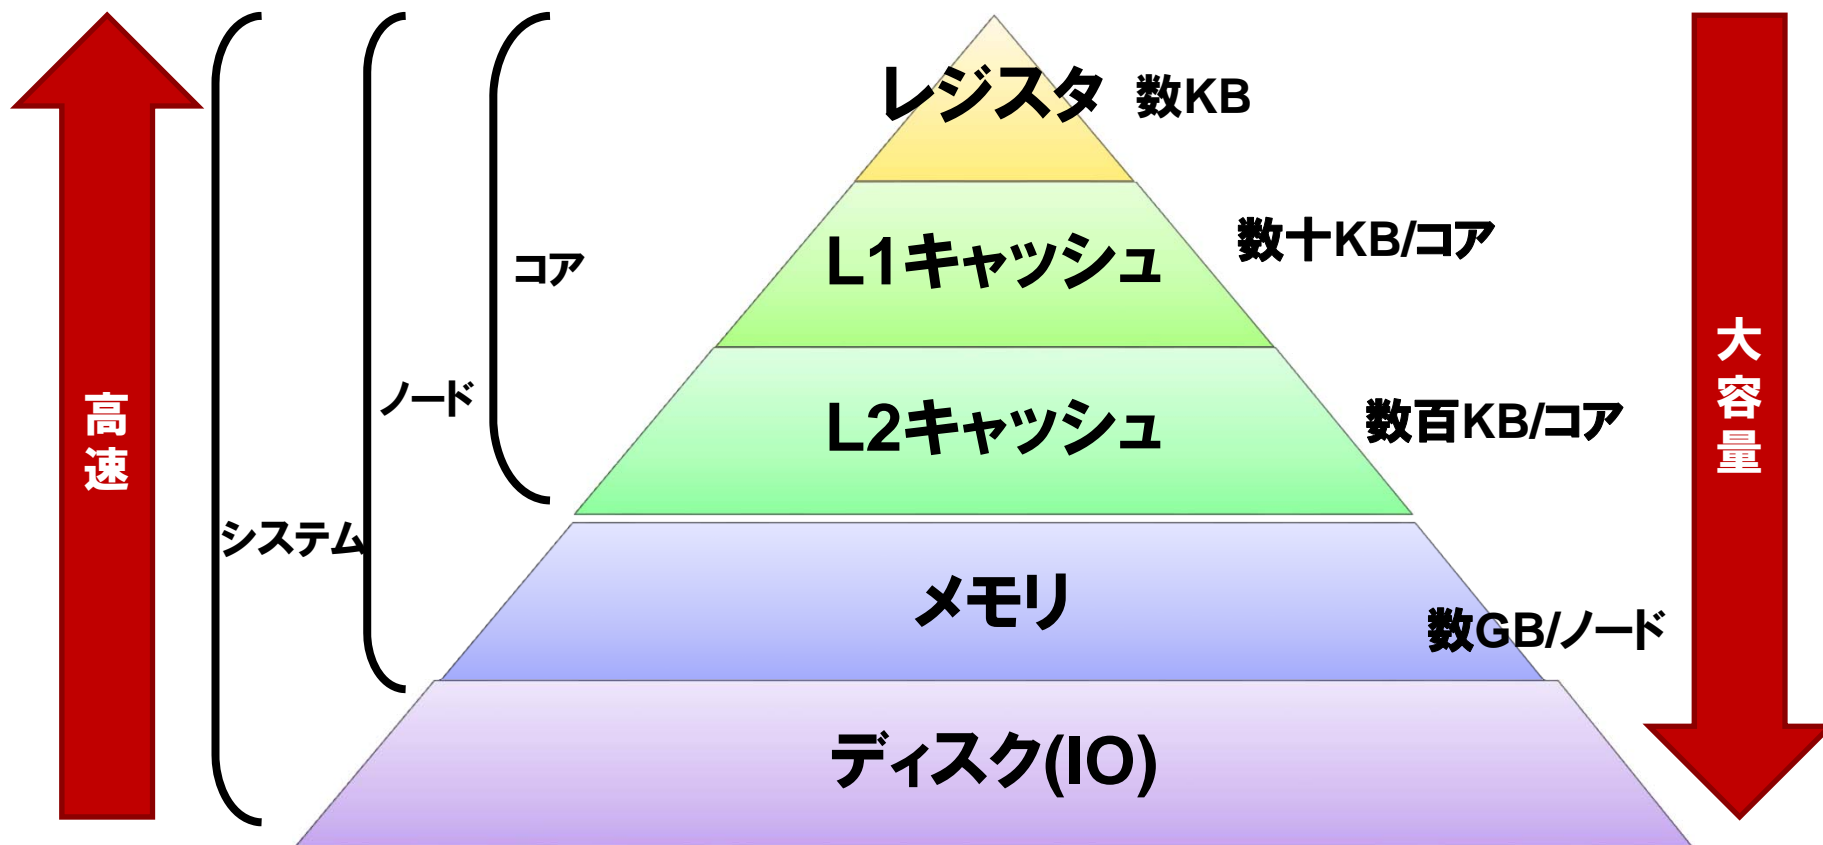 レジスタ 数KB
L1キャッシュ 数十KB/コア
コア
ノード
L2キャッシュ 数百KB/コア
高速
大容量
システム
メモリ 数GB/ノード
ディスク(IO)